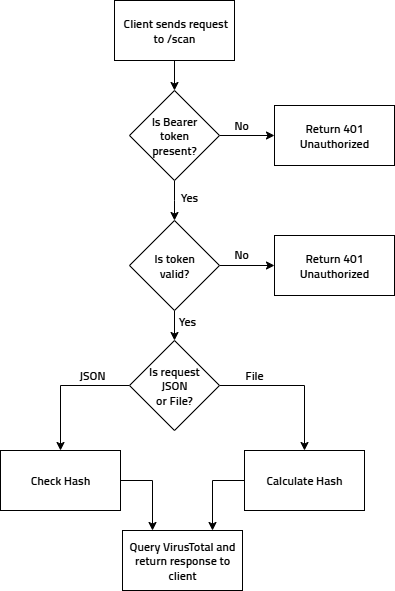 Client sends request
to /scan
Is Bearer
token
present?
No
Return 401
Unauthorized
Yes
Is token
valid?
No
Return 401
Unauthorized
Yes
Is request
JSON
or File?
JSON
File
Check Hash
Calculate Hash
Query VirusTotal and
return response to
client